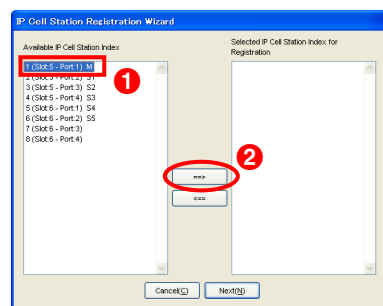 IP Cell Station Registration Wizard
Available IP Cell Station Index
Selected IP Cell Station Index for
Registration
1 (Slot:5 - Port:1) M
2 (Slot:5 - Port:2) S1
3 (Slot:5 - Port:3) S2
4 (Slot:5 - Port:4) S3
5 (Slot:6 - Port:1) S4
6 (Slot:6 - Port:2) S5
7 (Slot:6 - Port:3)
8 (Slot:6 - Port:4)
1
2
==>
<==
Cancel(C)
Next(N)